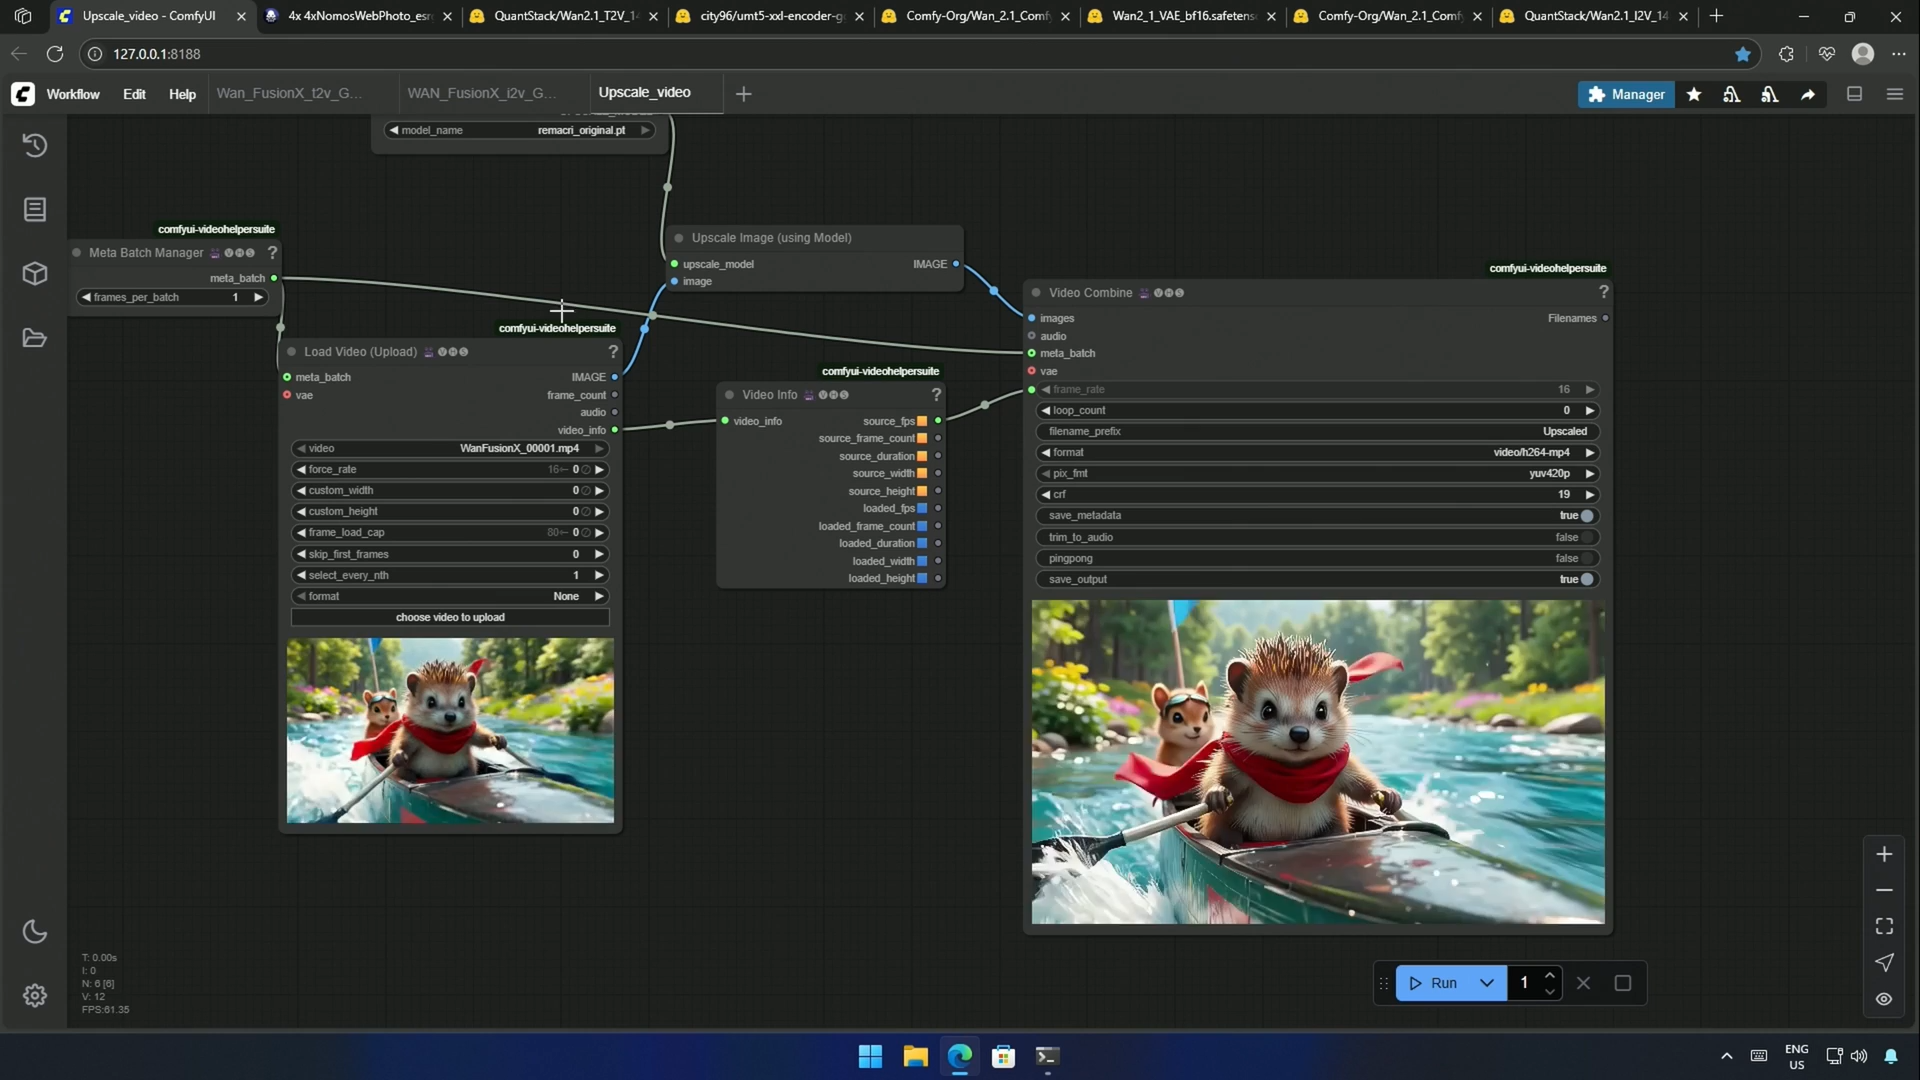 Upscale_video - ComfyUI
4x 4xNomosWebPhoto_esr
QuantStack/Wan2.1_T2V_1
city96/umt5-xxl-encoder-g
Comfy-Org/Wan_2.1_Comfy
Wan2_1_VAE_bf16.safetens
Comfy-Org/Wan_2.1_Comf
QuantStack/Wan2.1_I2V_14
127.0.0.1:8188
Workflow
Edit
Help
Wan_FusionX_t2v_G...
WAN_FusionX_i2v_G...
Upscale_video
Manager
model_name remacri_original.pt
comfyui-videohelpersuite
Meta Batch Manager VHS ?
meta_batch
frames_per_batch 1
Upscale Image (using Model)
upscale_model IMAGE
image
comfyui-videohelpersuite
Load Video (Upload) VHS ?
meta_batch IMAGE
vae frame_count
audio
video_info
video WanFusionX_00001.mp4
force_rate 16← 0
custom_width 0
custom_height 0
frame_load_cap 80← 0
skip_first_frames 0
select_every_nth 1
format None
choose video to upload
comfyui-videohelpersuite
Video Info VHS ?
video_info source_fps
source_frame_count
source_duration
source_width
source_height
loaded_fps
loaded_frame_count
loaded_duration
loaded_width
loaded_height
comfyui-videohelpersuite
Video Combine VHS ?
images Filenames
audio
meta_batch
vae
frame_rate 16
loop_count 0
filename_prefix Upscaled
format video/h264-mp4
pix_fmt yuv420p
crf 19
save_metadata true
trim_to_audio false
pingpong false
save_output true
T: 0.00s
I: 0
N: 6 [6]
V: 12
FPS:61.35
Run 1
ENG
US